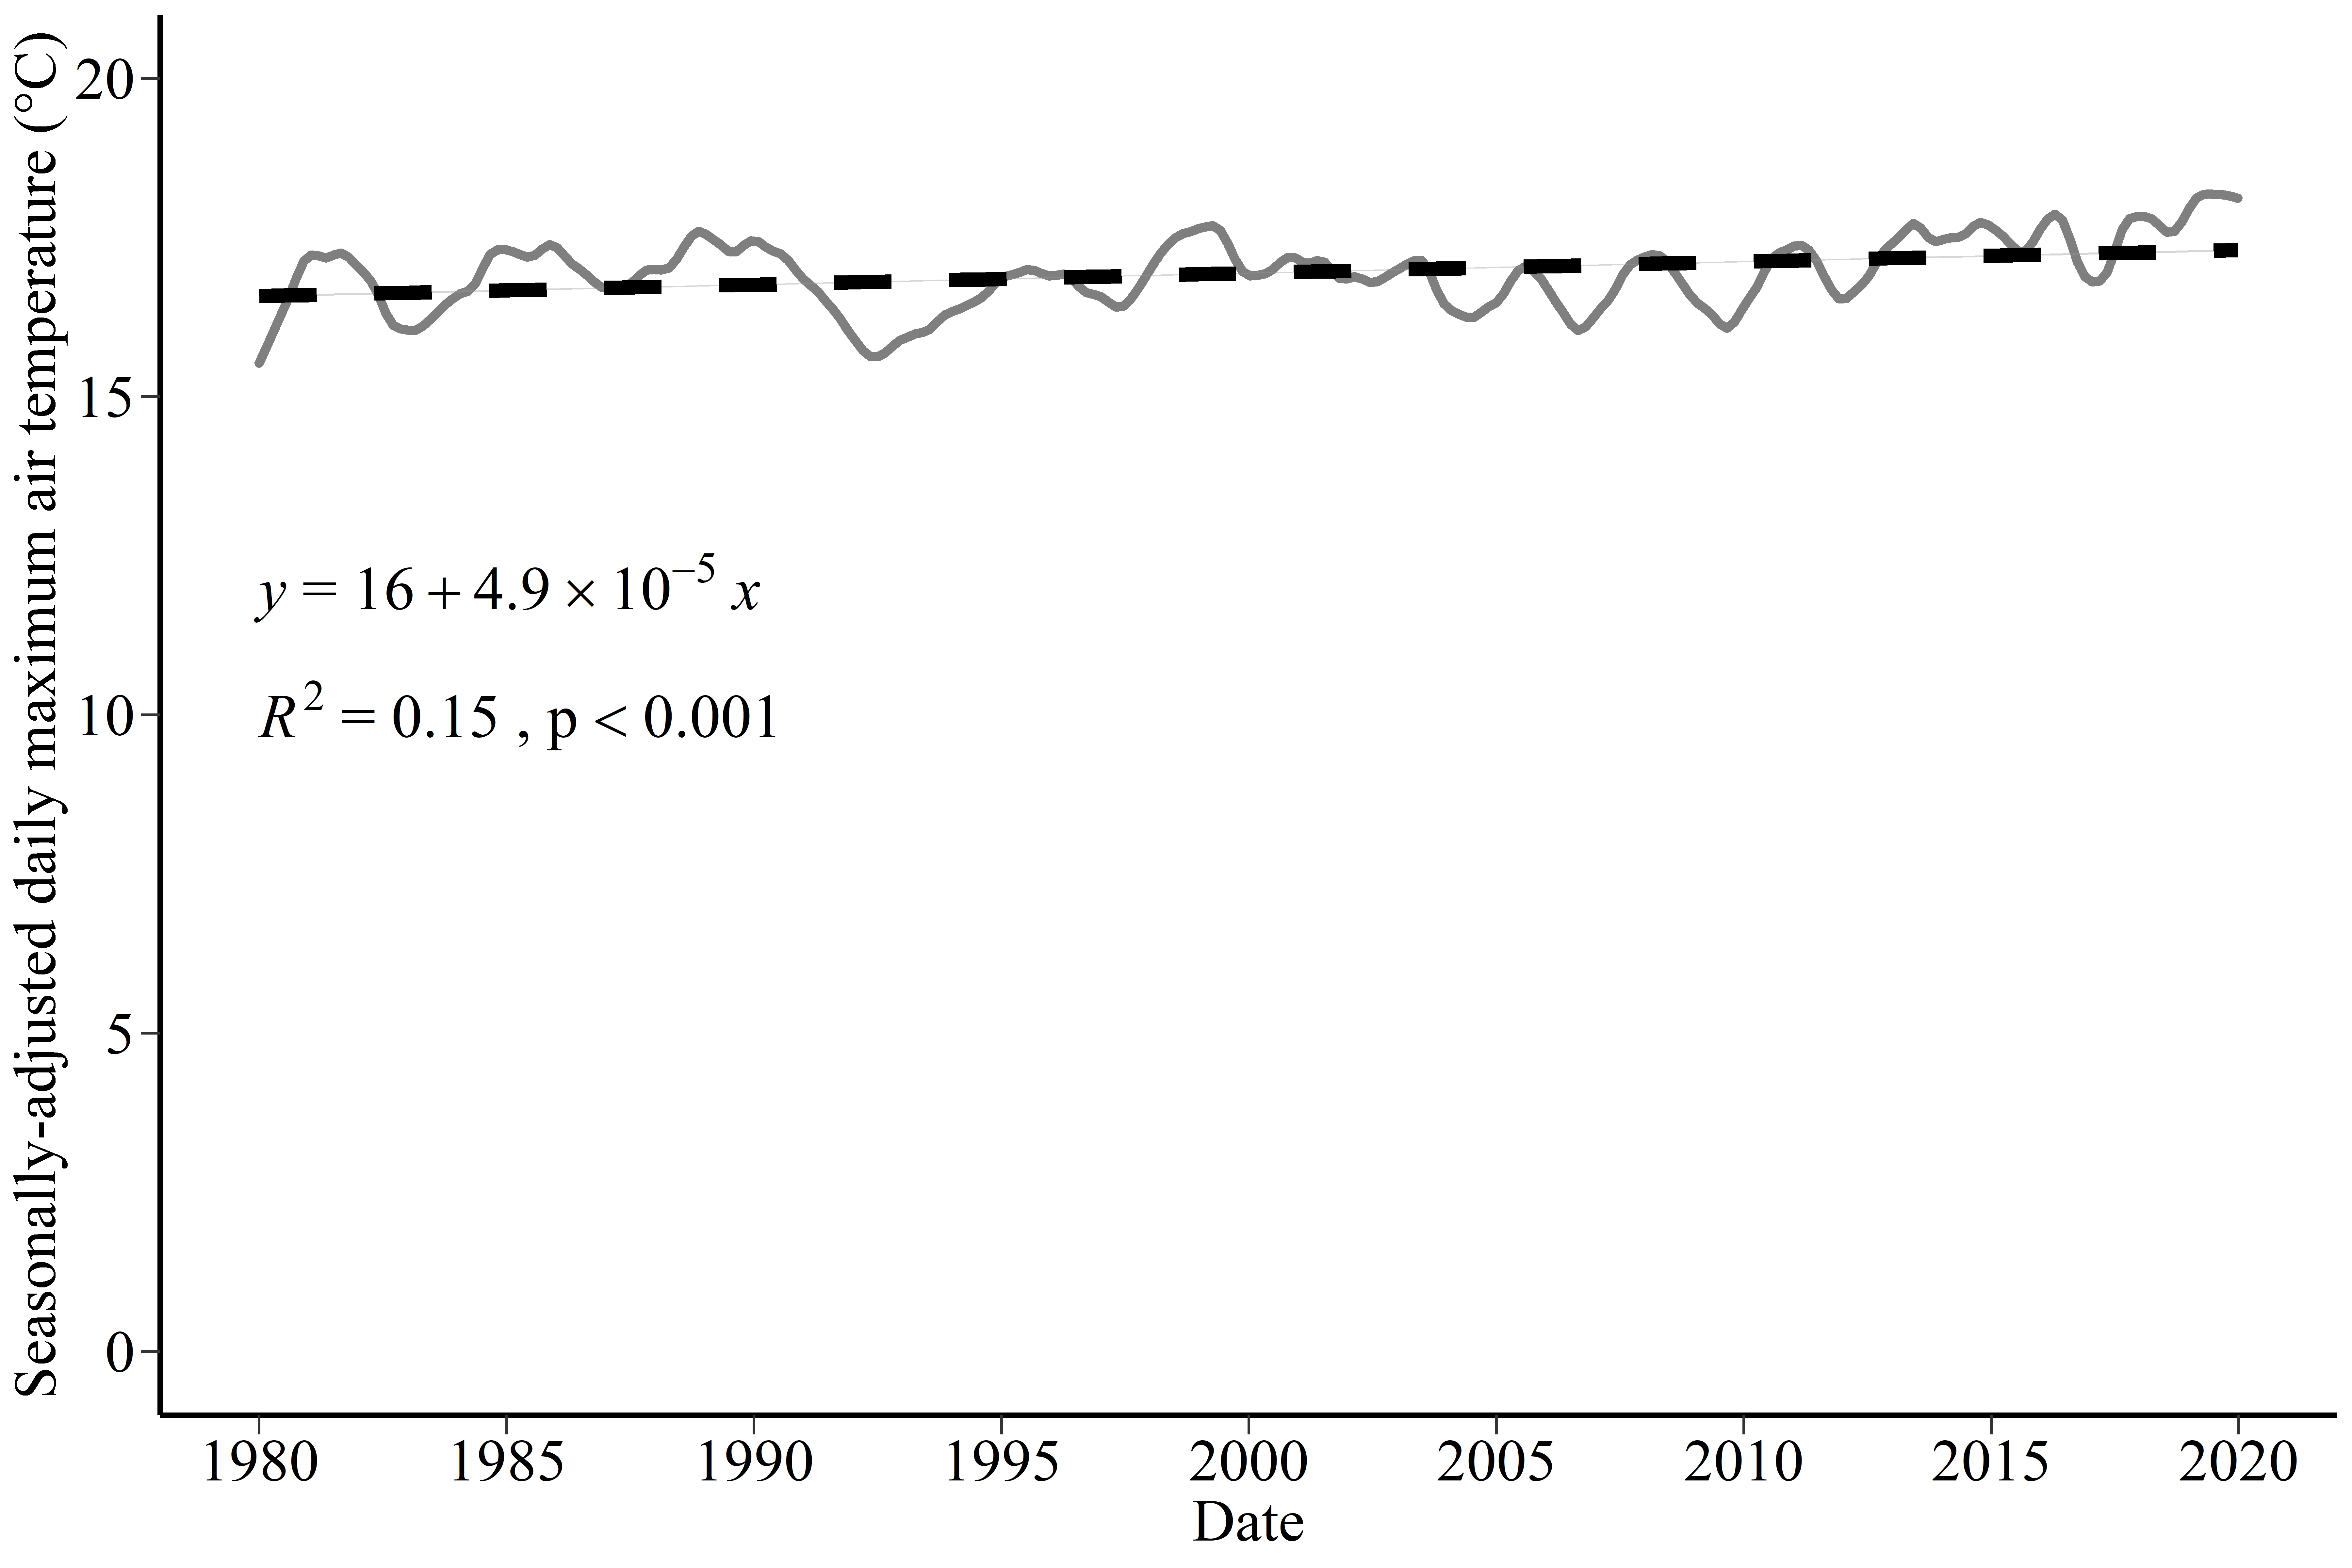 Seasonally-adjusted daily maximum air temperature (°C)
20
15
10
5
0
y = 16 + 4.9 × 10⁻⁵ x
R² = 0.15 , p < 0.001
1980 1985 1990 1995 2000 2005 2010 2015 2020
Date